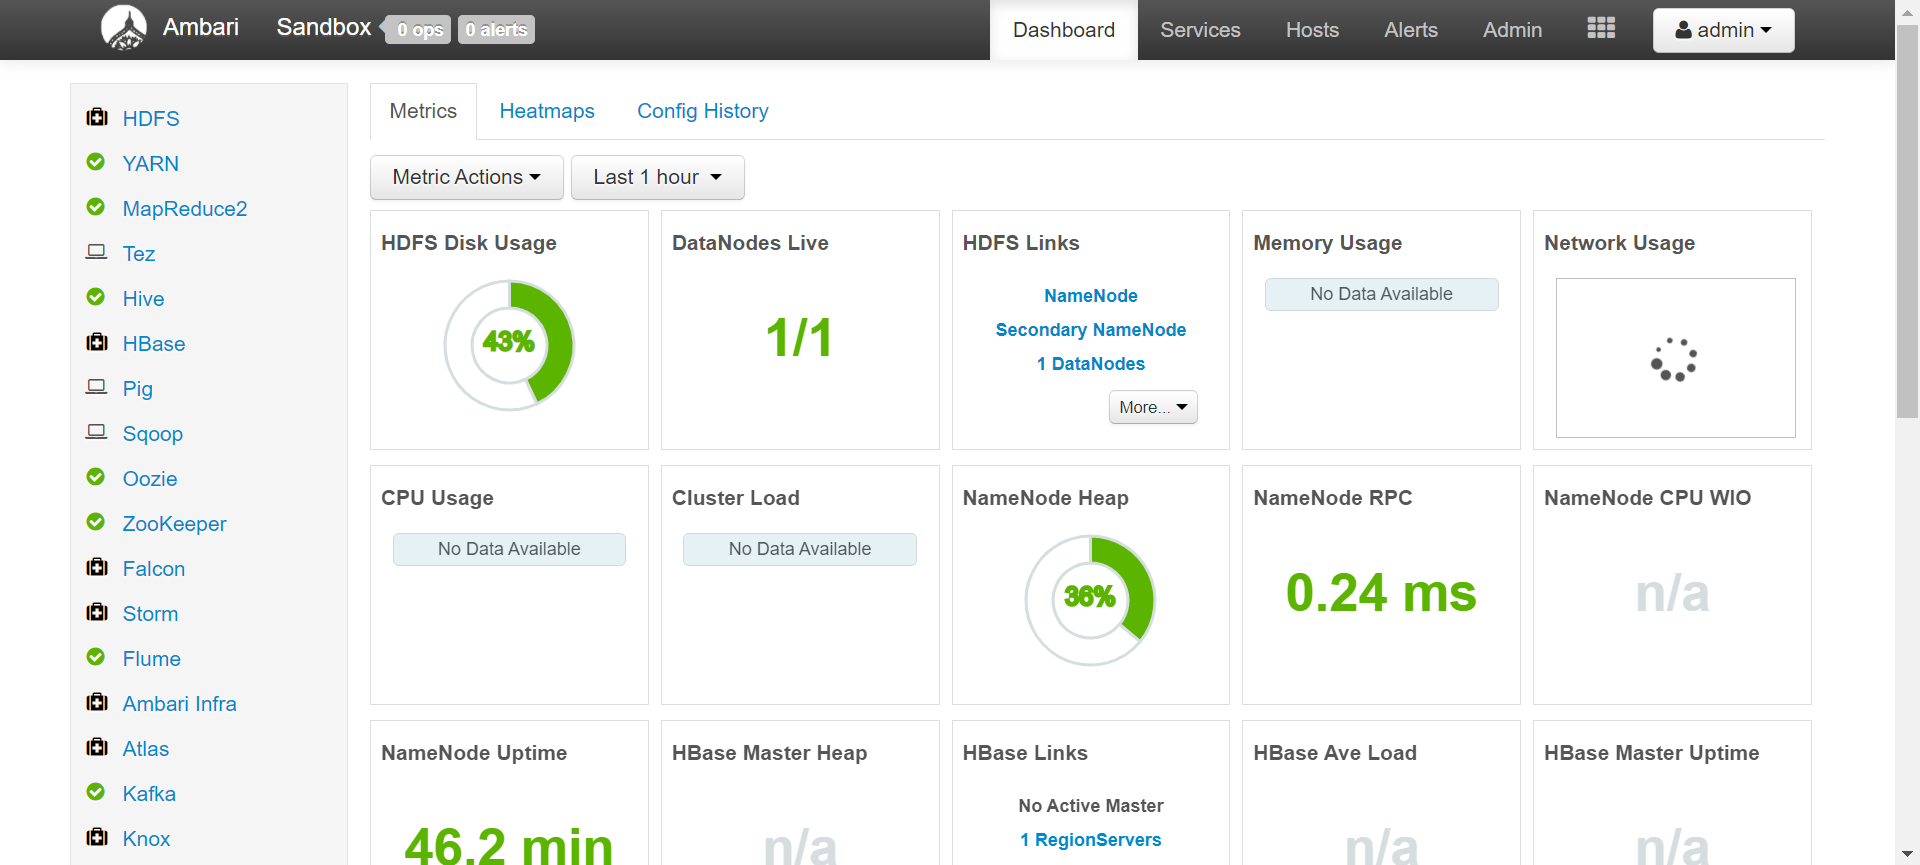 Ambari Sandbox 0 ops 0 alerts Dashboard Services Hosts Alerts Admin admin
HDFS
YARN
MapReduce2
Tez
Hive
HBase
Pig
Sqoop
Oozie
ZooKeeper
Falcon
Storm
Flume
Ambari Infra
Atlas
Kafka
Knox
Metrics Heatmaps Config History
Metric Actions Last 1 hour
HDFS Disk Usage
43%
DataNodes Live
1/1
HDFS Links
NameNode
Secondary NameNode
1 DataNodes
More...
Memory Usage
No Data Available
Network Usage
CPU Usage
No Data Available
Cluster Load
No Data Available
NameNode Heap
36%
NameNode RPC
0.24 ms
NameNode CPU WIO
n/a
NameNode Uptime
46.2 min
HBase Master Heap
n/a
HBase Links
No Active Master
1 RegionServers
HBase Ave Load
n/a
HBase Master Uptime
n/a